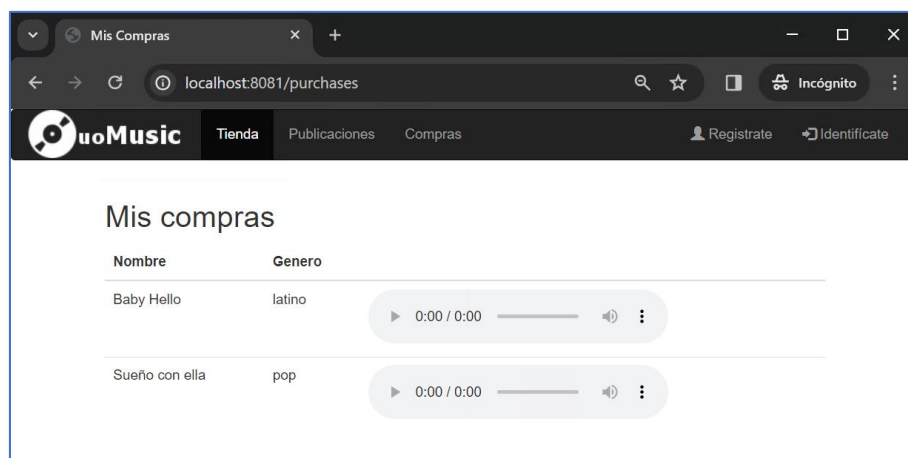 Mis Compras
localhost:8081/purchases
Incógnito
uoMusic Tienda Publicaciones Compras Registrate Identifícate
Mis compras
Nombre Genero
Baby Hello latino 0:00 / 0:00
Sueño con ella pop 0:00 / 0:00